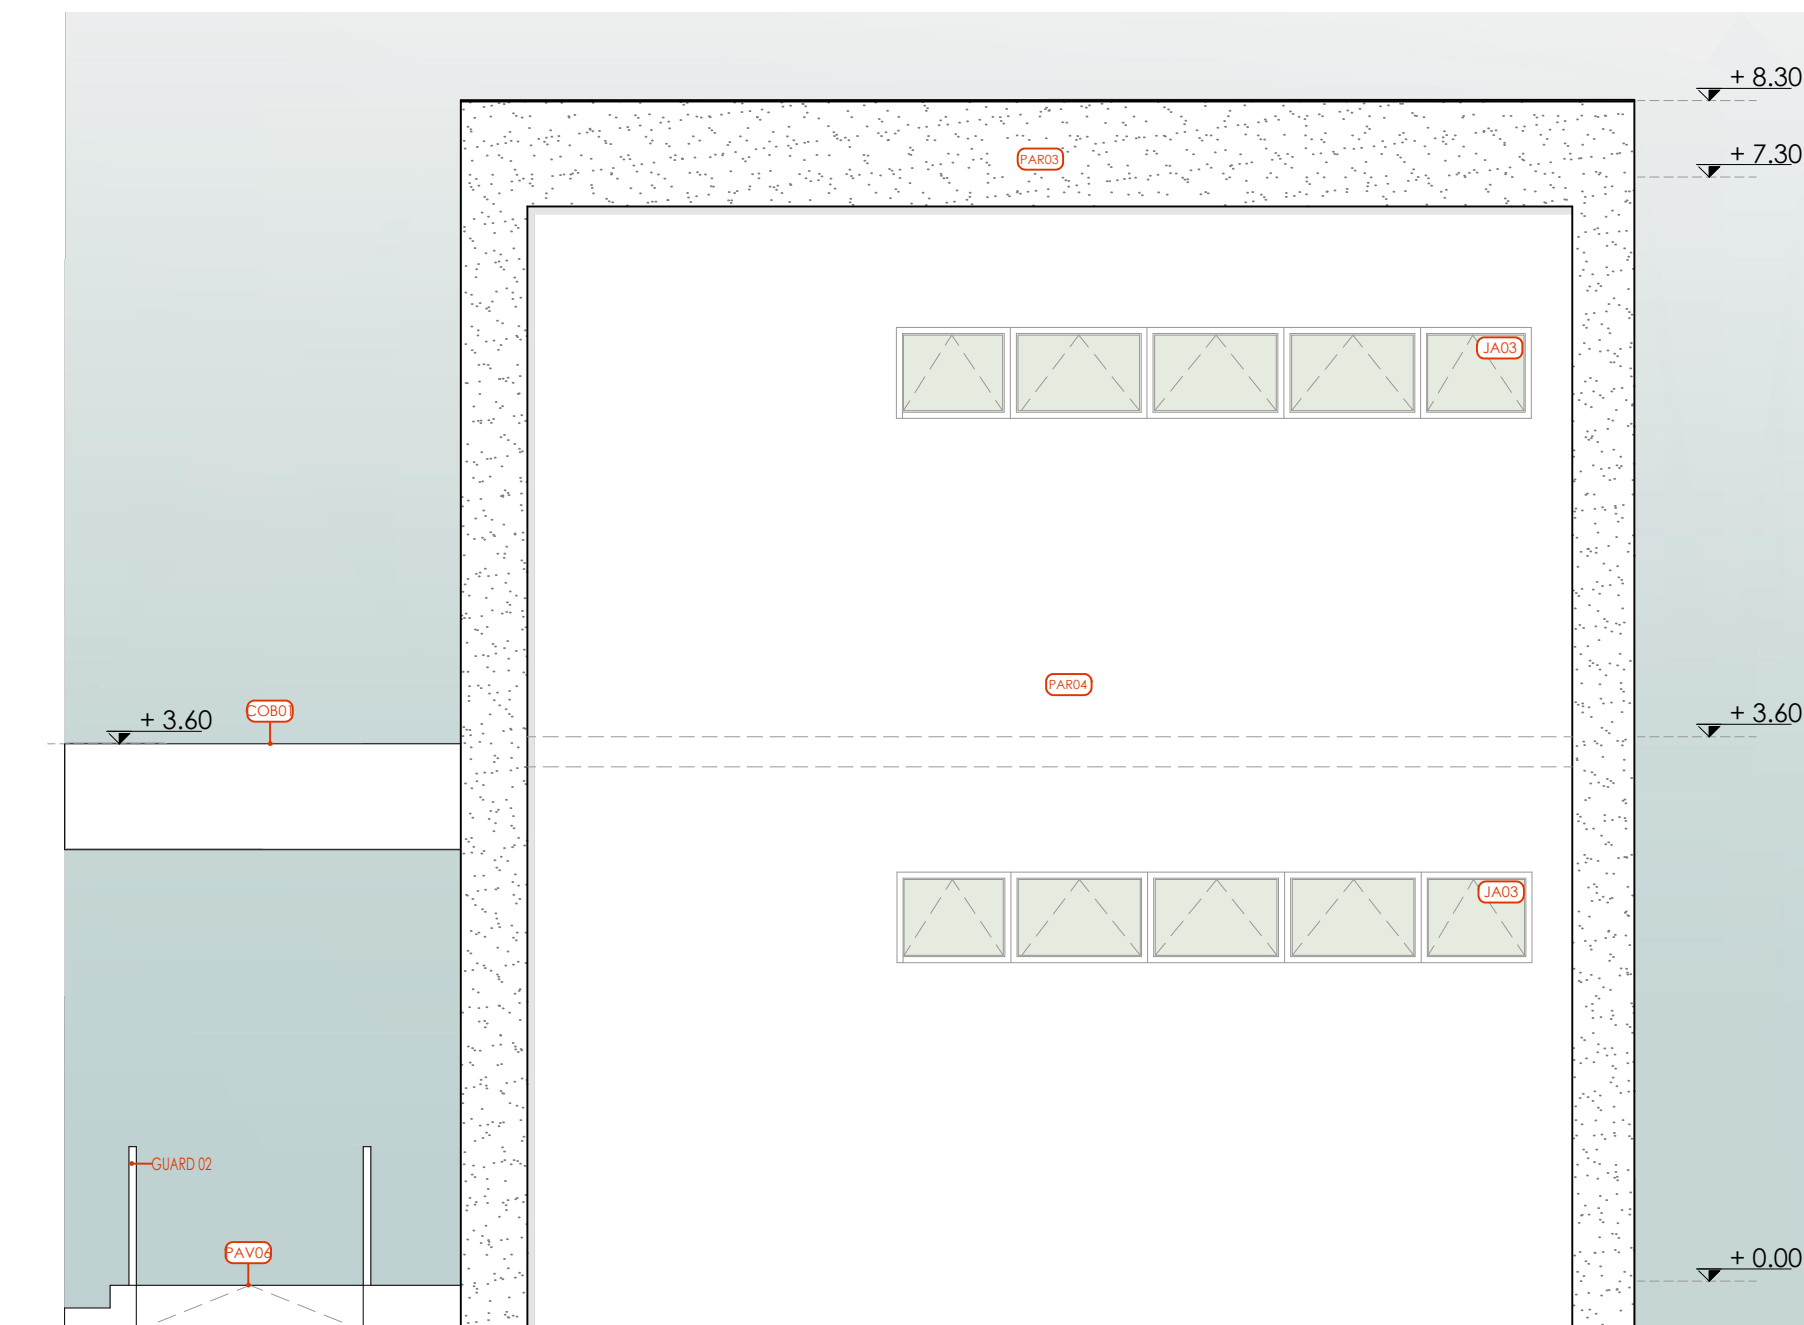 + 8.30
+ 7.30
PAR03
JA03
PAR04
+ 3.60
COB01
+ 3.60
JA03
GUARD 02
PAV06
+ 0.00